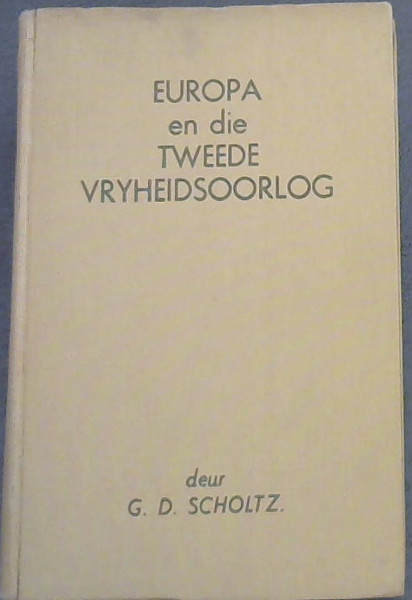 EUROPA
en die
TWEEDE
VRYHEIDSOORLOG
deur
G. D. SCHOLTZ.